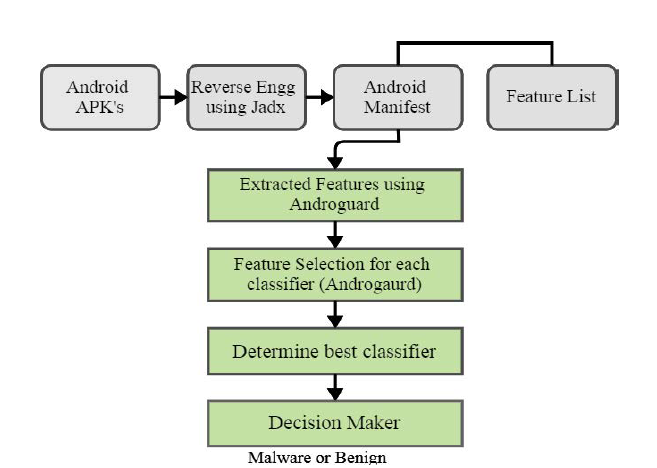 Android
APK's
Reverse Engg
using Jadx
Android
Manifest
Feature List
Extracted Features using
Androguard
Feature Selection for each
classifier (Androgaurd)
Determine best classifier
Decision Maker
Malware or Benign